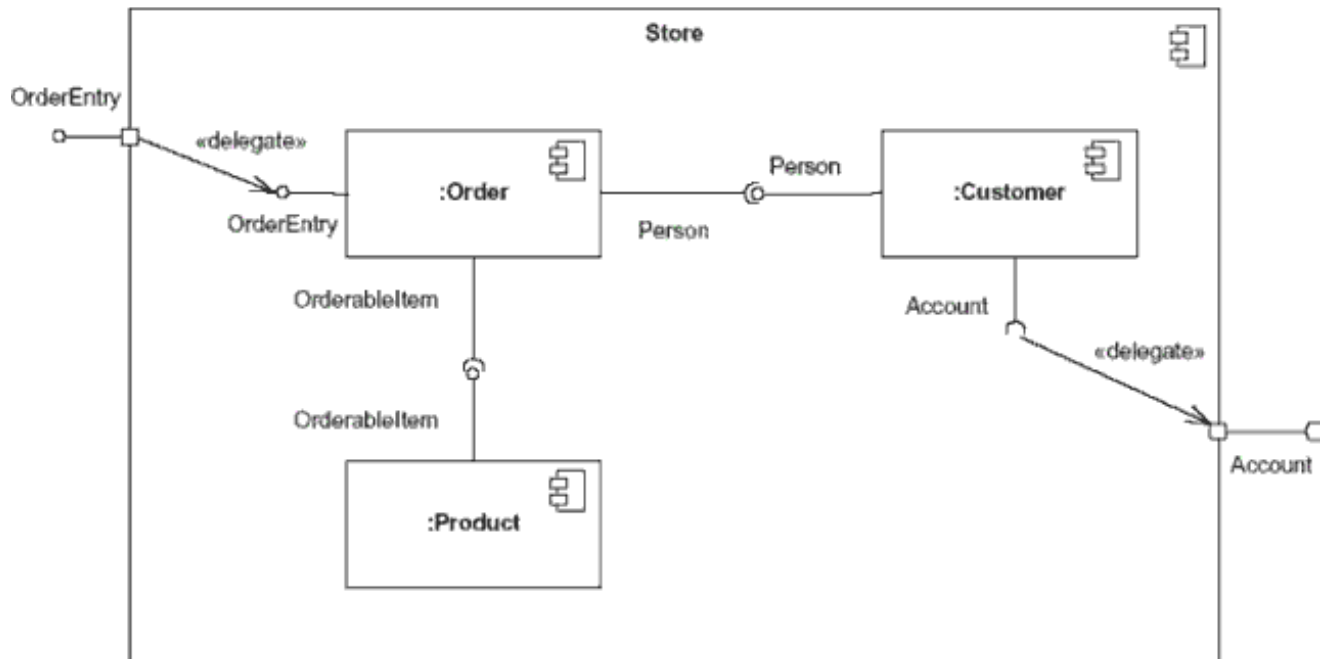 Store
OrderEntry
«delegate»
:Order
OrderEntry
Person
Person
:Customer
OrderableItem
Account
«delegate»
OrderableItem
Account
:Product